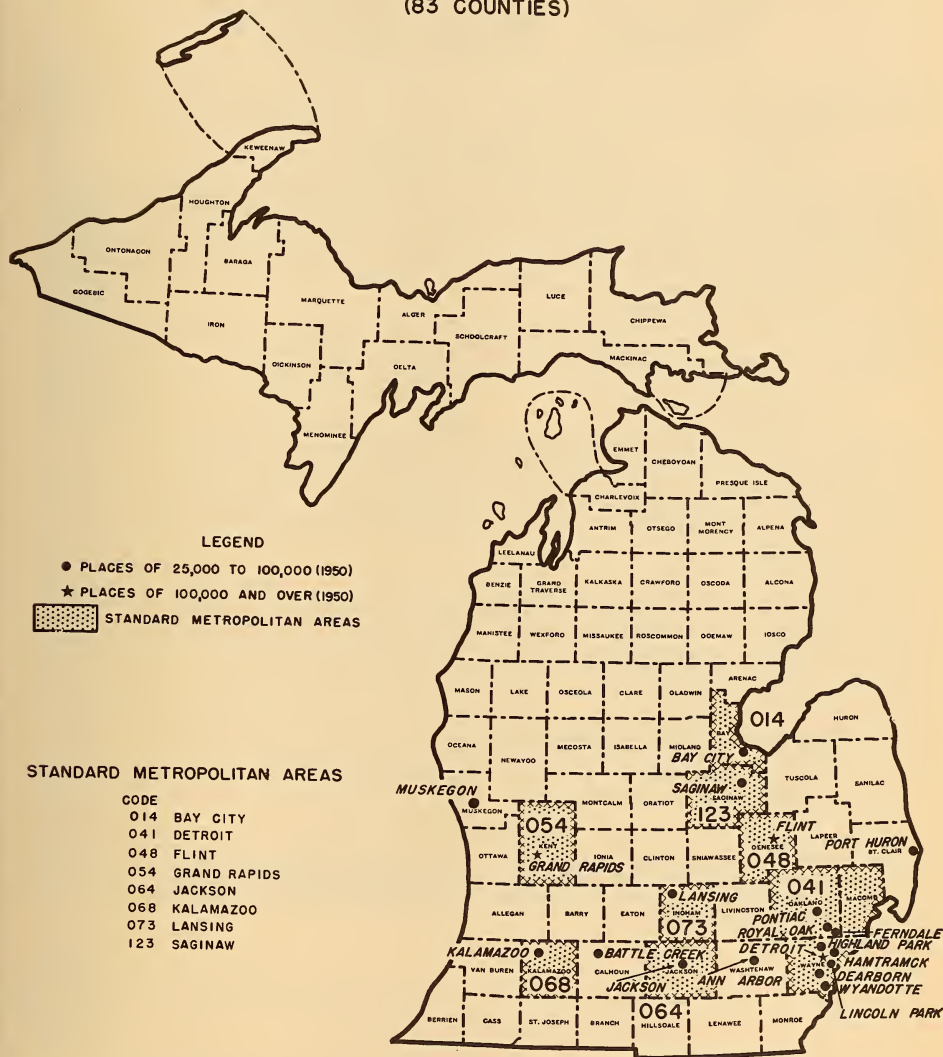 (83 COUNTIES)
KEWEENAW
HOUGHTON
ONTONAGON
BARAGA
GOGEBIC
MARQUETTE
LUCE
ALGER
CHIPPEWA
IRON
SCHOOLCRAFT
MACKINAC
DICKINSON
DELTA
MENOMINEE
EMMET
CHEBOYGAN
PRESQUE ISLE
CHARLEVOIX
ANTRIM
OTSEGO
MONT
MORENCY
ALPENA
LEGEND
● PLACES OF 25,000 TO 100,000 (1950)
★ PLACES OF 100,000 AND OVER (1950)
STANDARD METROPOLITAN AREAS
LEELANAU
BENZIE
GRAND
TRAVERSE
KALKASKA
CRAWFORD
OSCODA
ALCONA
MANISTEE
WEXFORD
MISSAUKEE
ROSCOMMON
OGEMAW
IOSCO
ARENAC
MASON
LAKE
OSCEOLA
CLARE
GLADWIN
014
HURON
BAY
OCEANA
NEWAYGO
MECOSTA
ISABELLA
MIDLAND
BAY CITY
TUSCOLA
SANILAC
STANDARD METROPOLITAN AREAS
CODE
014 BAY CITY
041 DETROIT
048 FLINT
054 GRAND RAPIDS
064 JACKSON
068 KALAMAZOO
073 LANSING
123 SAGINAW
MUSKEGON
MUSKEGON
MONTCALM
GRATIOT
SAGINAW
SAGINAW
123
054
KENT
GRAND RAPIDS
OTTAWA
IONIA
CLINTON
SHIAWASSEE
FLINT
GENESEE
048
LAPEER
PORT HURON
ST. CLAIR
041
OAKLAND
MACOMB
ALLEGAN
BARRY
EATON
LANSING
INGHAM
073
LIVINGSTON
PONTIAC
ROYAL OAK
FERNDALE
DETROIT
HIGHLAND PARK
HAMTRAMCK
WAYNE
DEARBORN
WYANDOTTE
LINCOLN PARK
KALAMAZOO
VAN BUREN
KALAMAZOO
068
BATTLE CREEK
CALHOUN
JACKSON
JACKSON
ANN ARBOR
WASHTENAW
064
BERRIEN
CASS
ST. JOSEPH
BRANCH
HILLSDALE
LENAWEE
MONROE